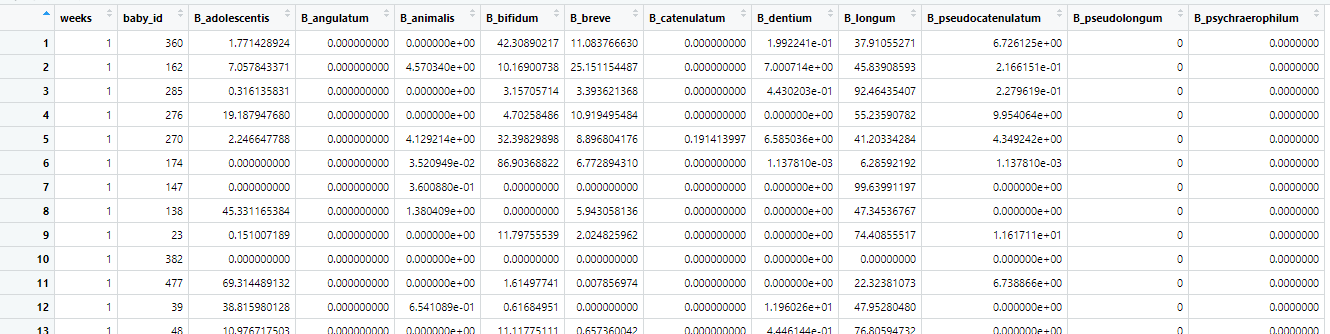 weeks baby_id B_adolescentis B_angulatum B_animalis B_bifidum B_breve B_catenulatum B_dentium B_longum B_pseudocatenulatum B_pseudolongum B_psychraerophilum
1 1 360 1.771428924 0.000000000 0.000000e+00 42.30890217 11.083766630 0.000000000 1.992241e-01 37.91055271 6.726125e+00 0 0.0000000
2 1 162 7.057843371 0.000000000 4.570340e+00 10.16900738 25.151154487 0.000000000 7.000714e+00 45.83908593 2.166151e-01 0 0.0000000
3 1 285 0.316135831 0.000000000 0.000000e+00 3.15705714 3.393621368 0.000000000 4.430203e-01 92.46435407 2.279619e-01 0 0.0000000
4 1 276 19.187947680 0.000000000 0.000000e+00 4.70258486 10.919495484 0.000000000 0.000000e+00 55.23590782 9.954064e+00 0 0.0000000
5 1 270 2.246647788 0.000000000 4.129214e+00 32.39829898 8.896804176 0.191413997 6.585036e+00 41.20334284 4.349242e+00 0 0.0000000
6 1 174 0.000000000 0.000000000 3.520949e-02 86.90368822 6.772894310 0.000000000 1.137810e-03 6.28592192 1.137810e-03 0 0.0000000
7 1 147 0.000000000 0.000000000 3.600880e-01 0.00000000 0.000000000 0.000000000 0.000000e+00 99.63991197 0.000000e+00 0 0.0000000
8 1 138 45.331165384 0.000000000 1.380409e+00 0.00000000 5.943058136 0.000000000 0.000000e+00 47.34536767 0.000000e+00 0 0.0000000
9 1 23 0.151007189 0.000000000 0.000000e+00 11.79755539 2.024825962 0.000000000 0.000000e+00 74.40855517 1.161711e+01 0 0.0000000
10 1 382 0.000000000 0.000000000 0.000000e+00 0.00000000 0.000000000 0.000000000 0.000000e+00 0.00000000 0.000000e+00 0 0.0000000
11 1 477 69.314489132 0.000000000 0.000000e+00 1.61497741 0.007856974 0.000000000 0.000000e+00 22.32381073 6.738866e+00 0 0.0000000
12 1 39 38.815980128 0.000000000 6.541089e-01 0.61684951 0.000000000 0.000000000 1.196026e+01 47.95280480 0.000000e+00 0 0.0000000
13 1 48 10.976717503 0.000000000 0.000000e+00 11.11775111 0.657360042 0.000000000 4.446144e-01 76.80594732 0.000000e+00 0 0.0000000